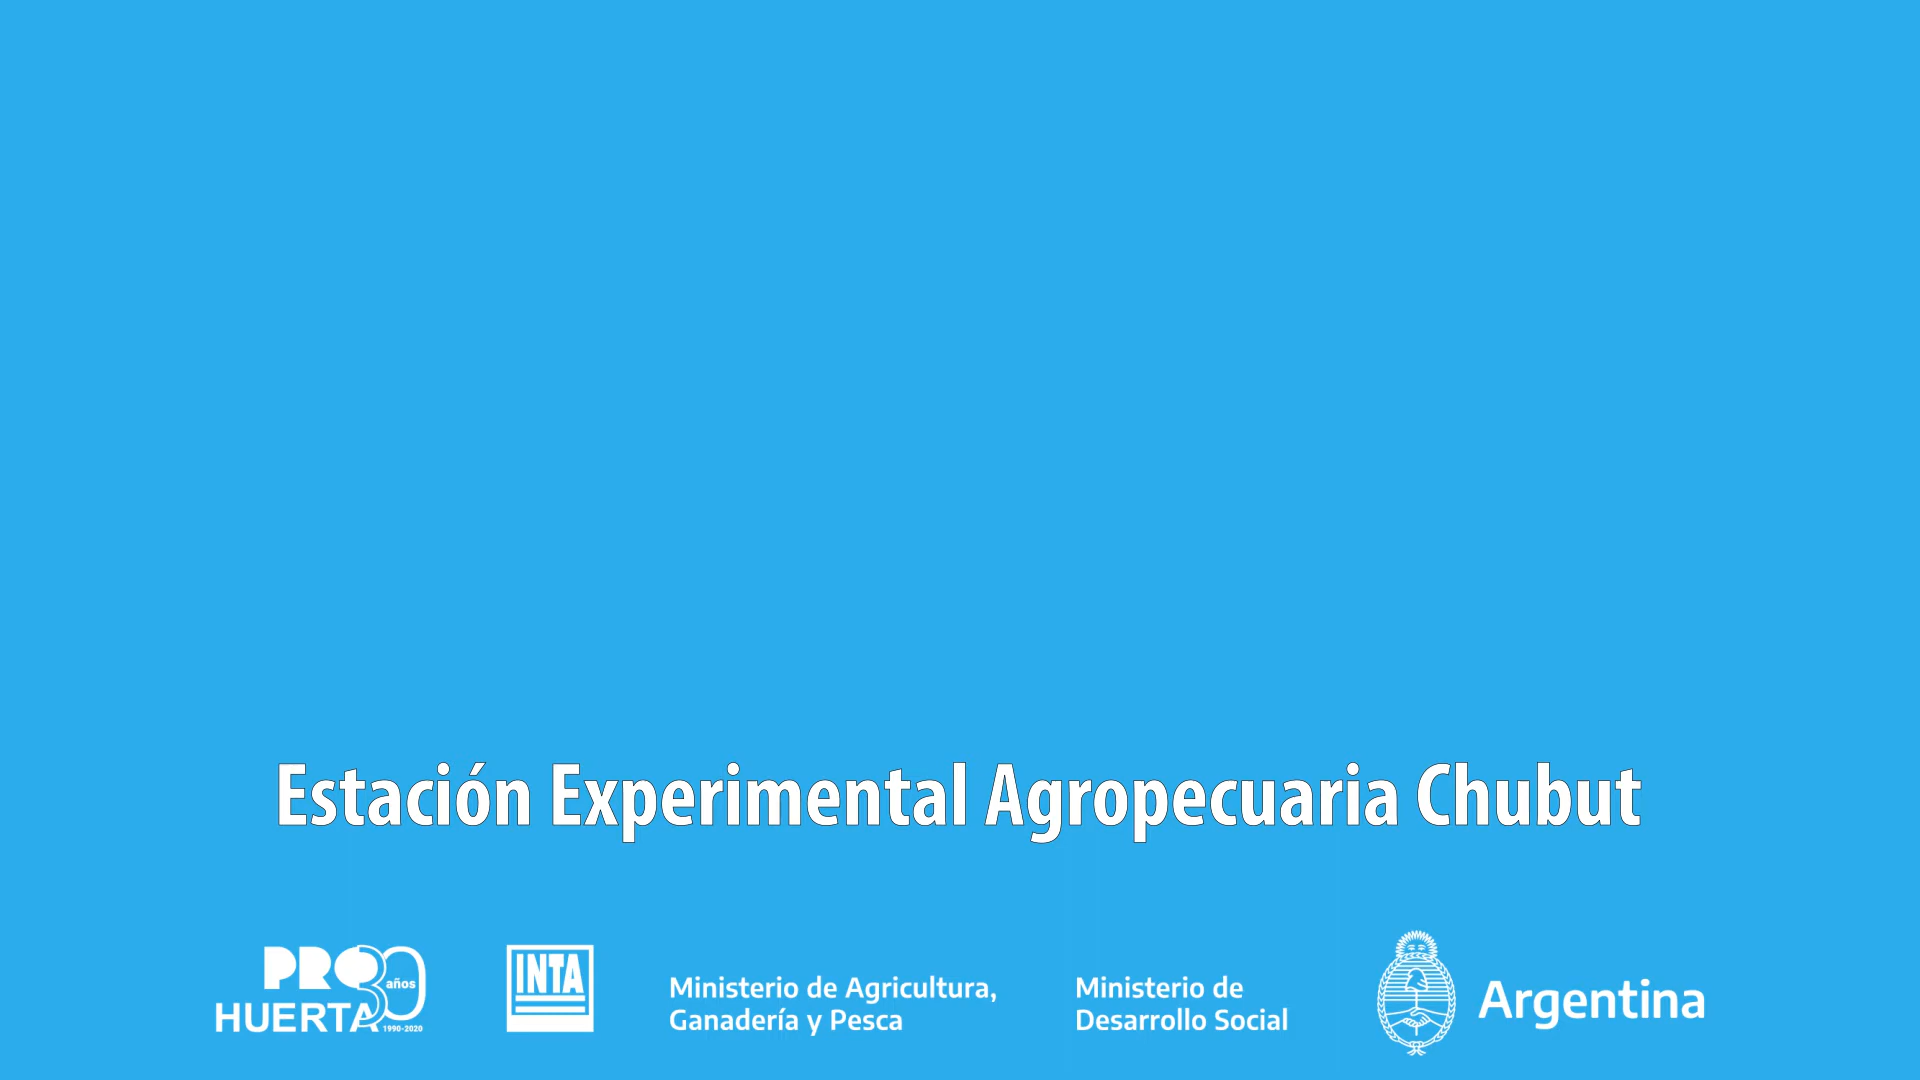 Estación Experimental Agropecuaria Chubut
PRO
HUERTA
30 años
1990-2020
INTA
Ministerio de Agricultura,
Ganadería y Pesca
Ministerio de
Desarrollo Social
Argentina